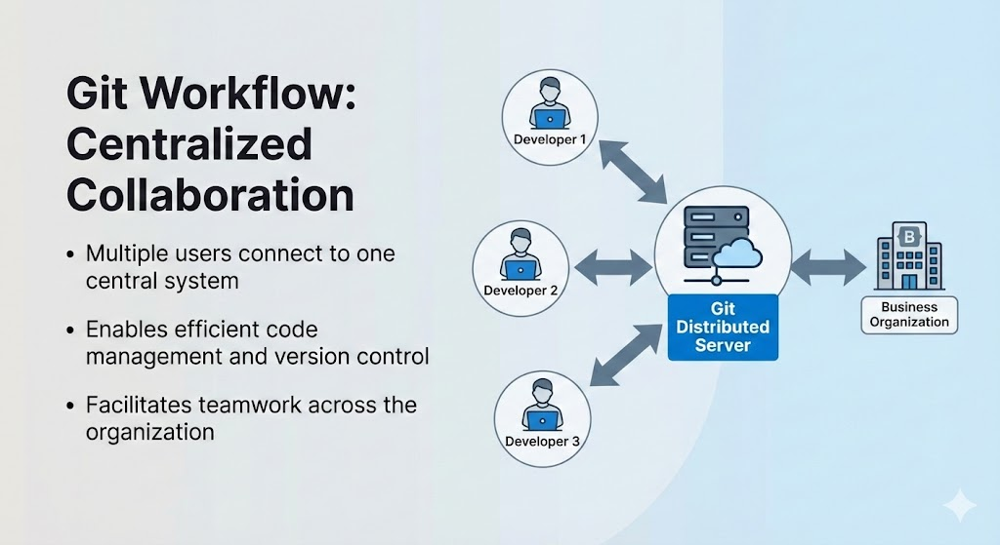 Git Workflow:
Centralized
Collaboration
• Multiple users connect to one
central system
• Enables efficient code
management and version control
• Facilitates teamwork across the
organization
Developer 1
Developer 2
Developer 3
Git
Distributed
Server
B
Business
Organization